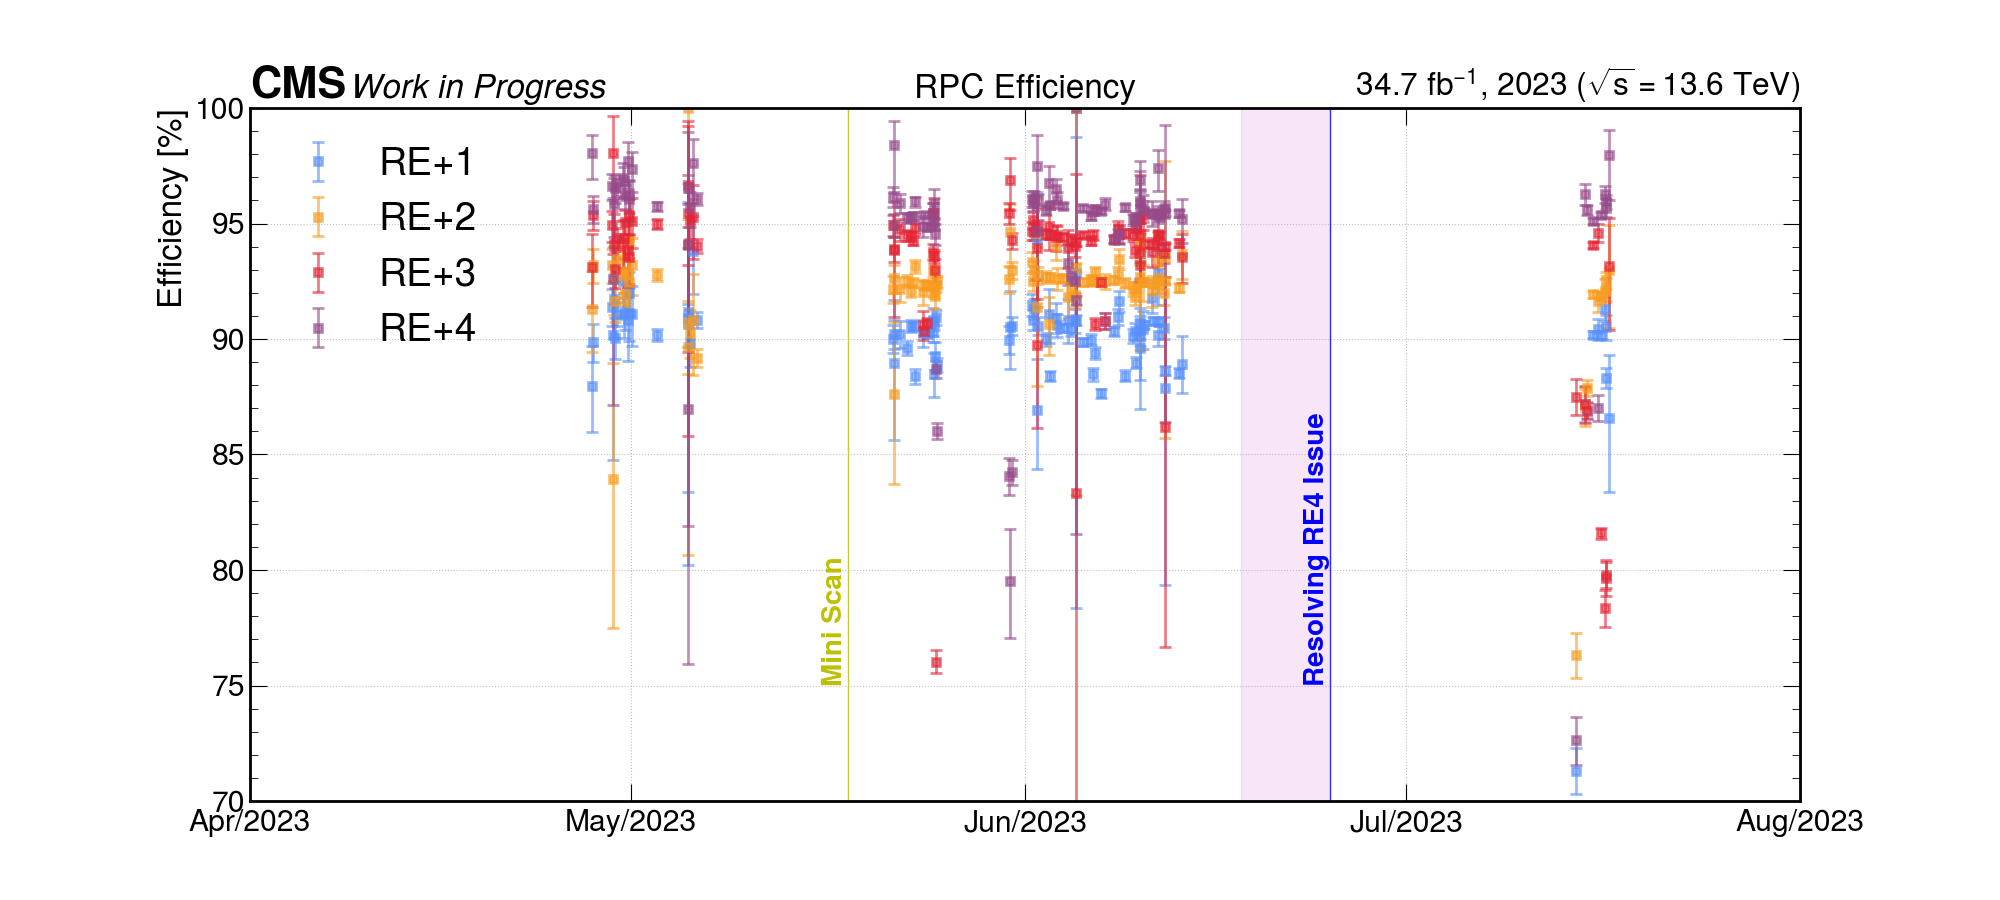 CMS Work in Progress RPC Efficiency 34.7 fb⁻¹, 2023 (√s = 13.6 TeV)
Efficiency [%]
100
95
90
85
80
75
70
RE+1
RE+2
RE+3
RE+4
Mini Scan
Resolving RE4 Issue
Apr/2023 May/2023 Jun/2023 Jul/2023 Aug/2023